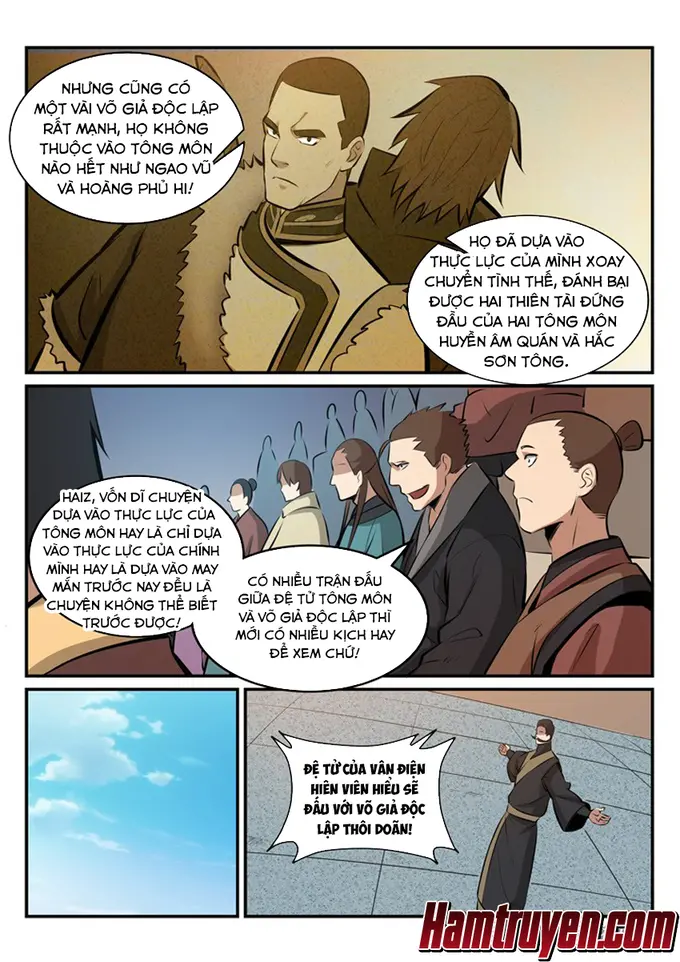 NHƯNG CŨNG CÓ
MỘT VÀI VÕ GIẢ ĐỘC LẬP
RẤT MẠNH, HỌ KHÔNG
THUỘC VÀO TÔNG MÔN
NÀO HẾT NHƯ NGAO VŨ
VÀ HOÀNG PHỦ HI!
HỌ ĐÃ DỰA VÀO
THỰC LỰC CỦA MÌNH XOAY
CHUYỂN TÌNH THẾ, ĐÁNH BẠI
ĐƯỢC HAI THIÊN TÀI ĐỨNG
ĐẦU CỦA HAI TÔNG MÔN
HUYỀN ÂM QUÁN VÀ HẮC
SƠN TÔNG.
HAIZ, VỐN DĨ CHUYỆN
DỰA VÀO THỰC LỰC CỦA
TÔNG MÔN HAY LÀ CHỈ DỰA
VÀO THỰC LỰC CỦA CHÍNH
MÌNH HAY LÀ DỰA VÀO MAY
MẮN TRƯỚC NAY ĐỀU LÀ
CHUYỆN KHÔNG THỂ BIẾT
TRƯỚC ĐƯỢC!
CÓ NHIỀU TRẬN ĐẤU
GIỮA ĐỆ TỬ TÔNG MÔN
VÀ VÕ GIẢ ĐỘC LẬP THÌ
MỚI CÓ NHIỀU KỊCH HAY
ĐỂ XEM CHỨ!
ĐỆ TỬ CỦA VÂN ĐIỆN
HIÊN VIÊN HIỂU SẼ
ĐẤU VỚI VÕ GIẢ ĐỘC
LẬP THÔI DOÃN!
Hamtruyen.com